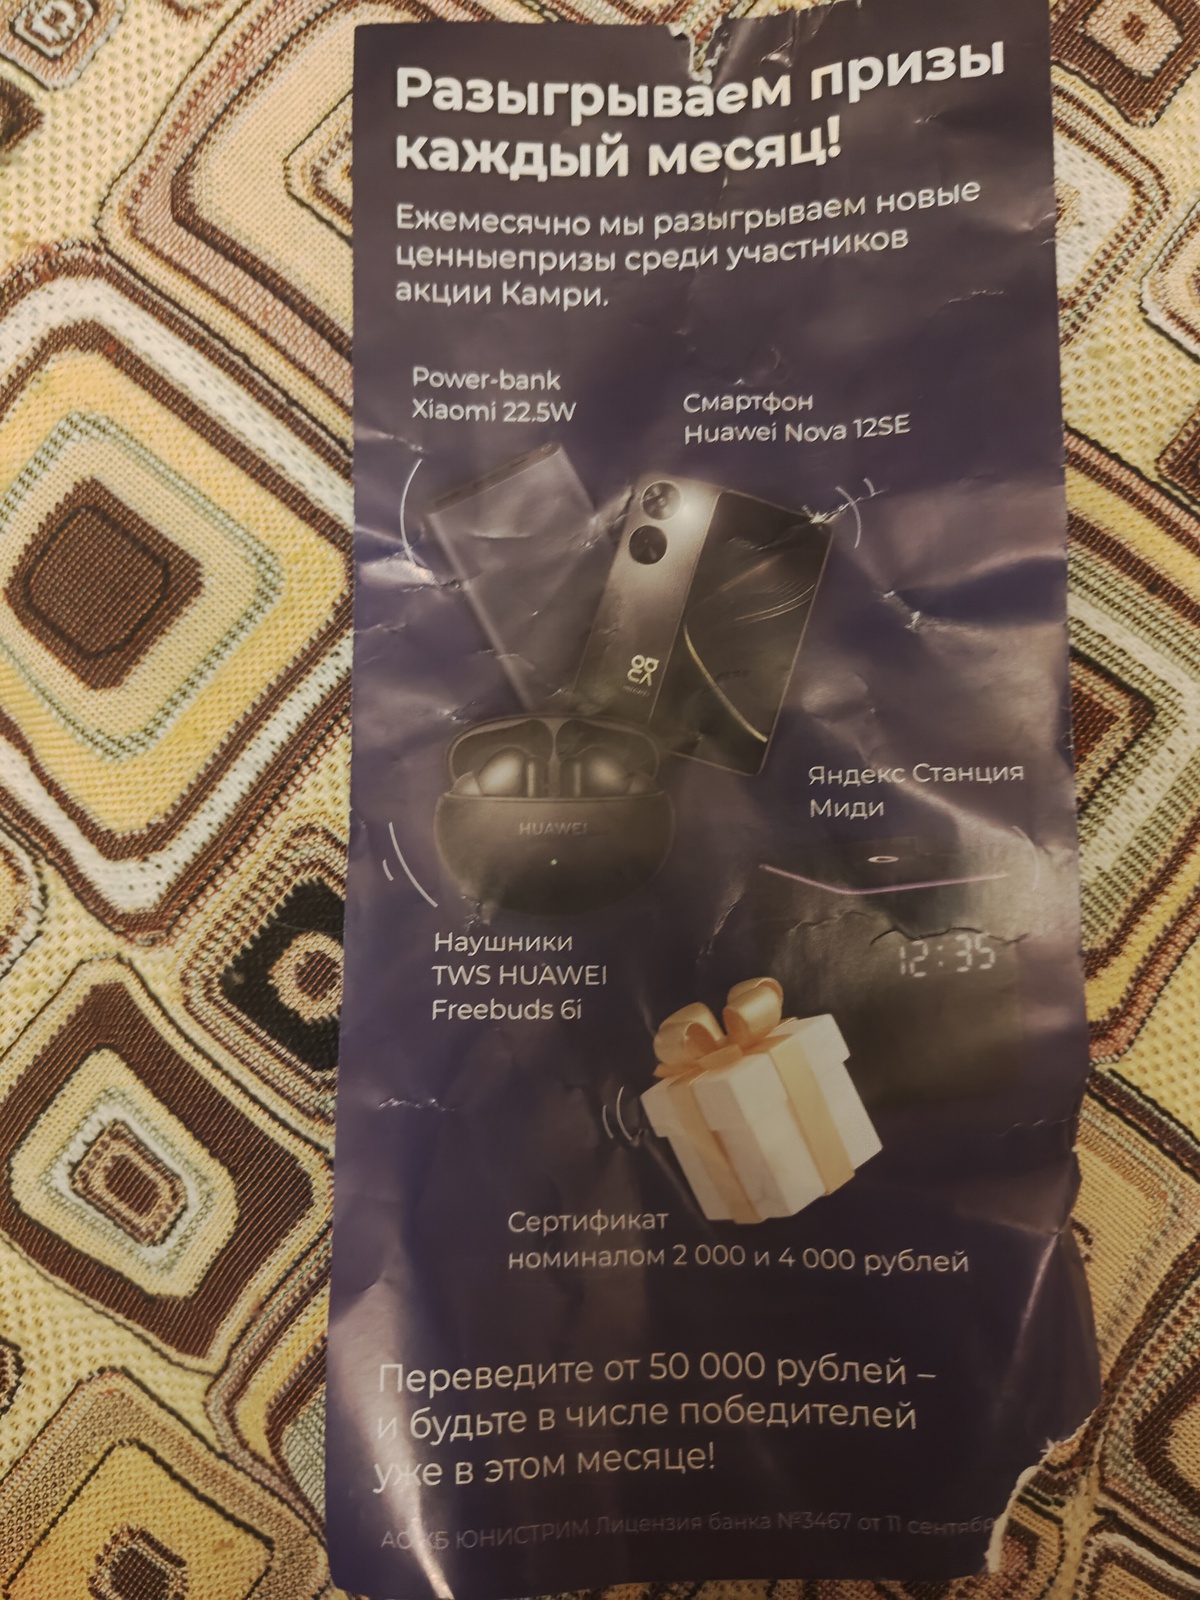 Разыгрываем призы
каждый месяц!
Ежемесячно мы разыгрываем новые
ценныепризы среди участников
акции Камри.
Power-bank
Xiaomi 22.5W
Смартфон
Huawei Nova 12SE
HUAWEI
Яндекс Станция
Миди
12:35
Наушники
TWS HUAWEI
Freebuds 6i
Сертификат
номиналом 2 000 и 4 000 рублей
Переведите от 50 000 рублей –
и будьте в числе победителей
уже в этом месяце!
ЮНИСТРИМ Лицензия банка №3467 от 11